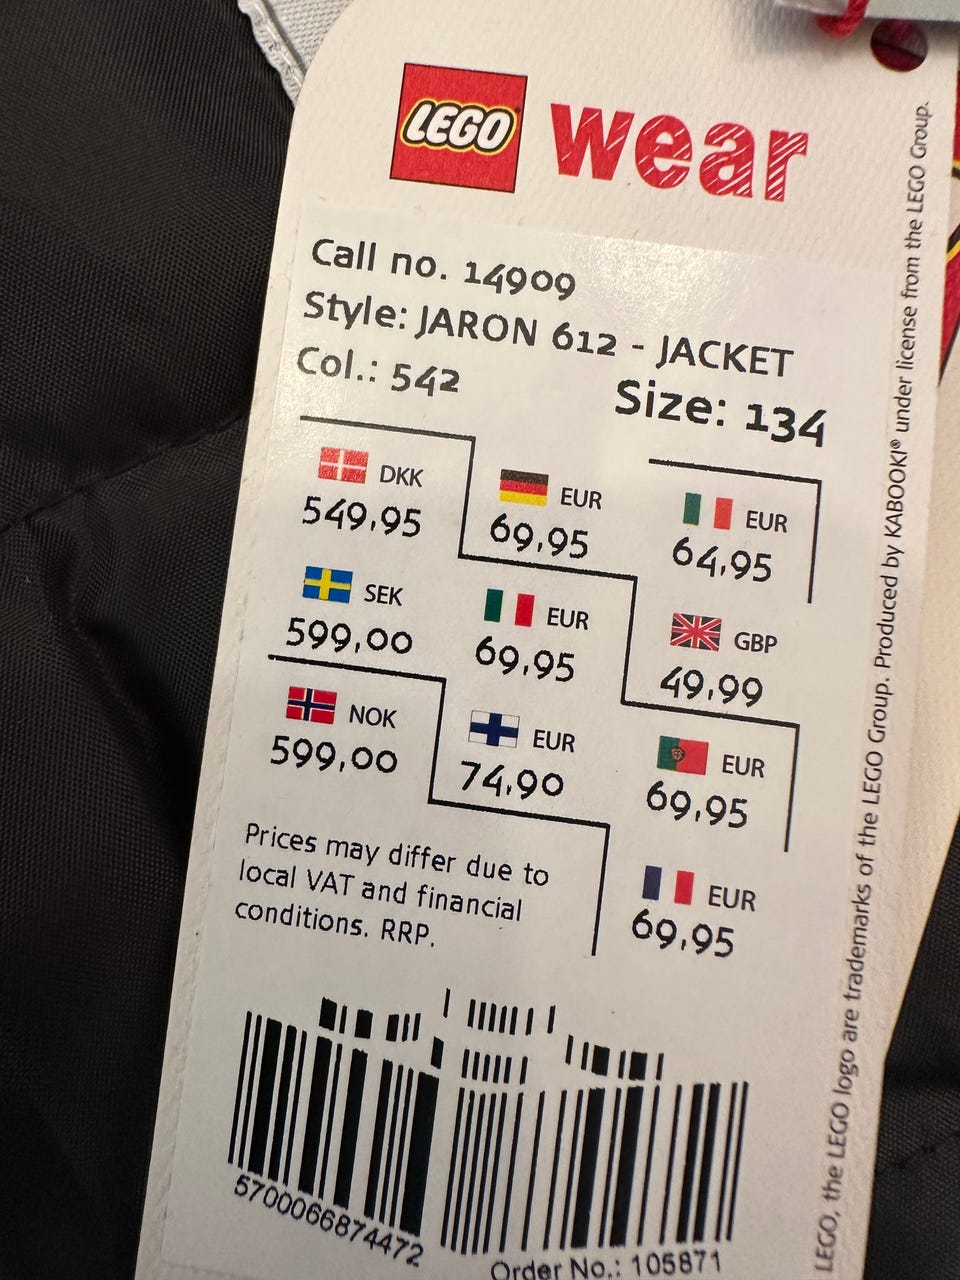 LEGO wear
Call no. 14909
Style: JARON 612 - JACKET
Col.: 542
Size: 134
DKK
549,95
EUR
69,95
EUR
64,95
SEK
599,00
EUR
69,95
GBP
49,99
NOK
599,00
EUR
74,90
EUR
69,95
EUR
69,95
Prices may differ due to
local VAT and financial
conditions. RRP.
5700066874472
Order No.: 105871
LEGO, the LEGO logo are trademarks of the LEGO Group. Produced by KABOOKI® under license from the LEGO Group.